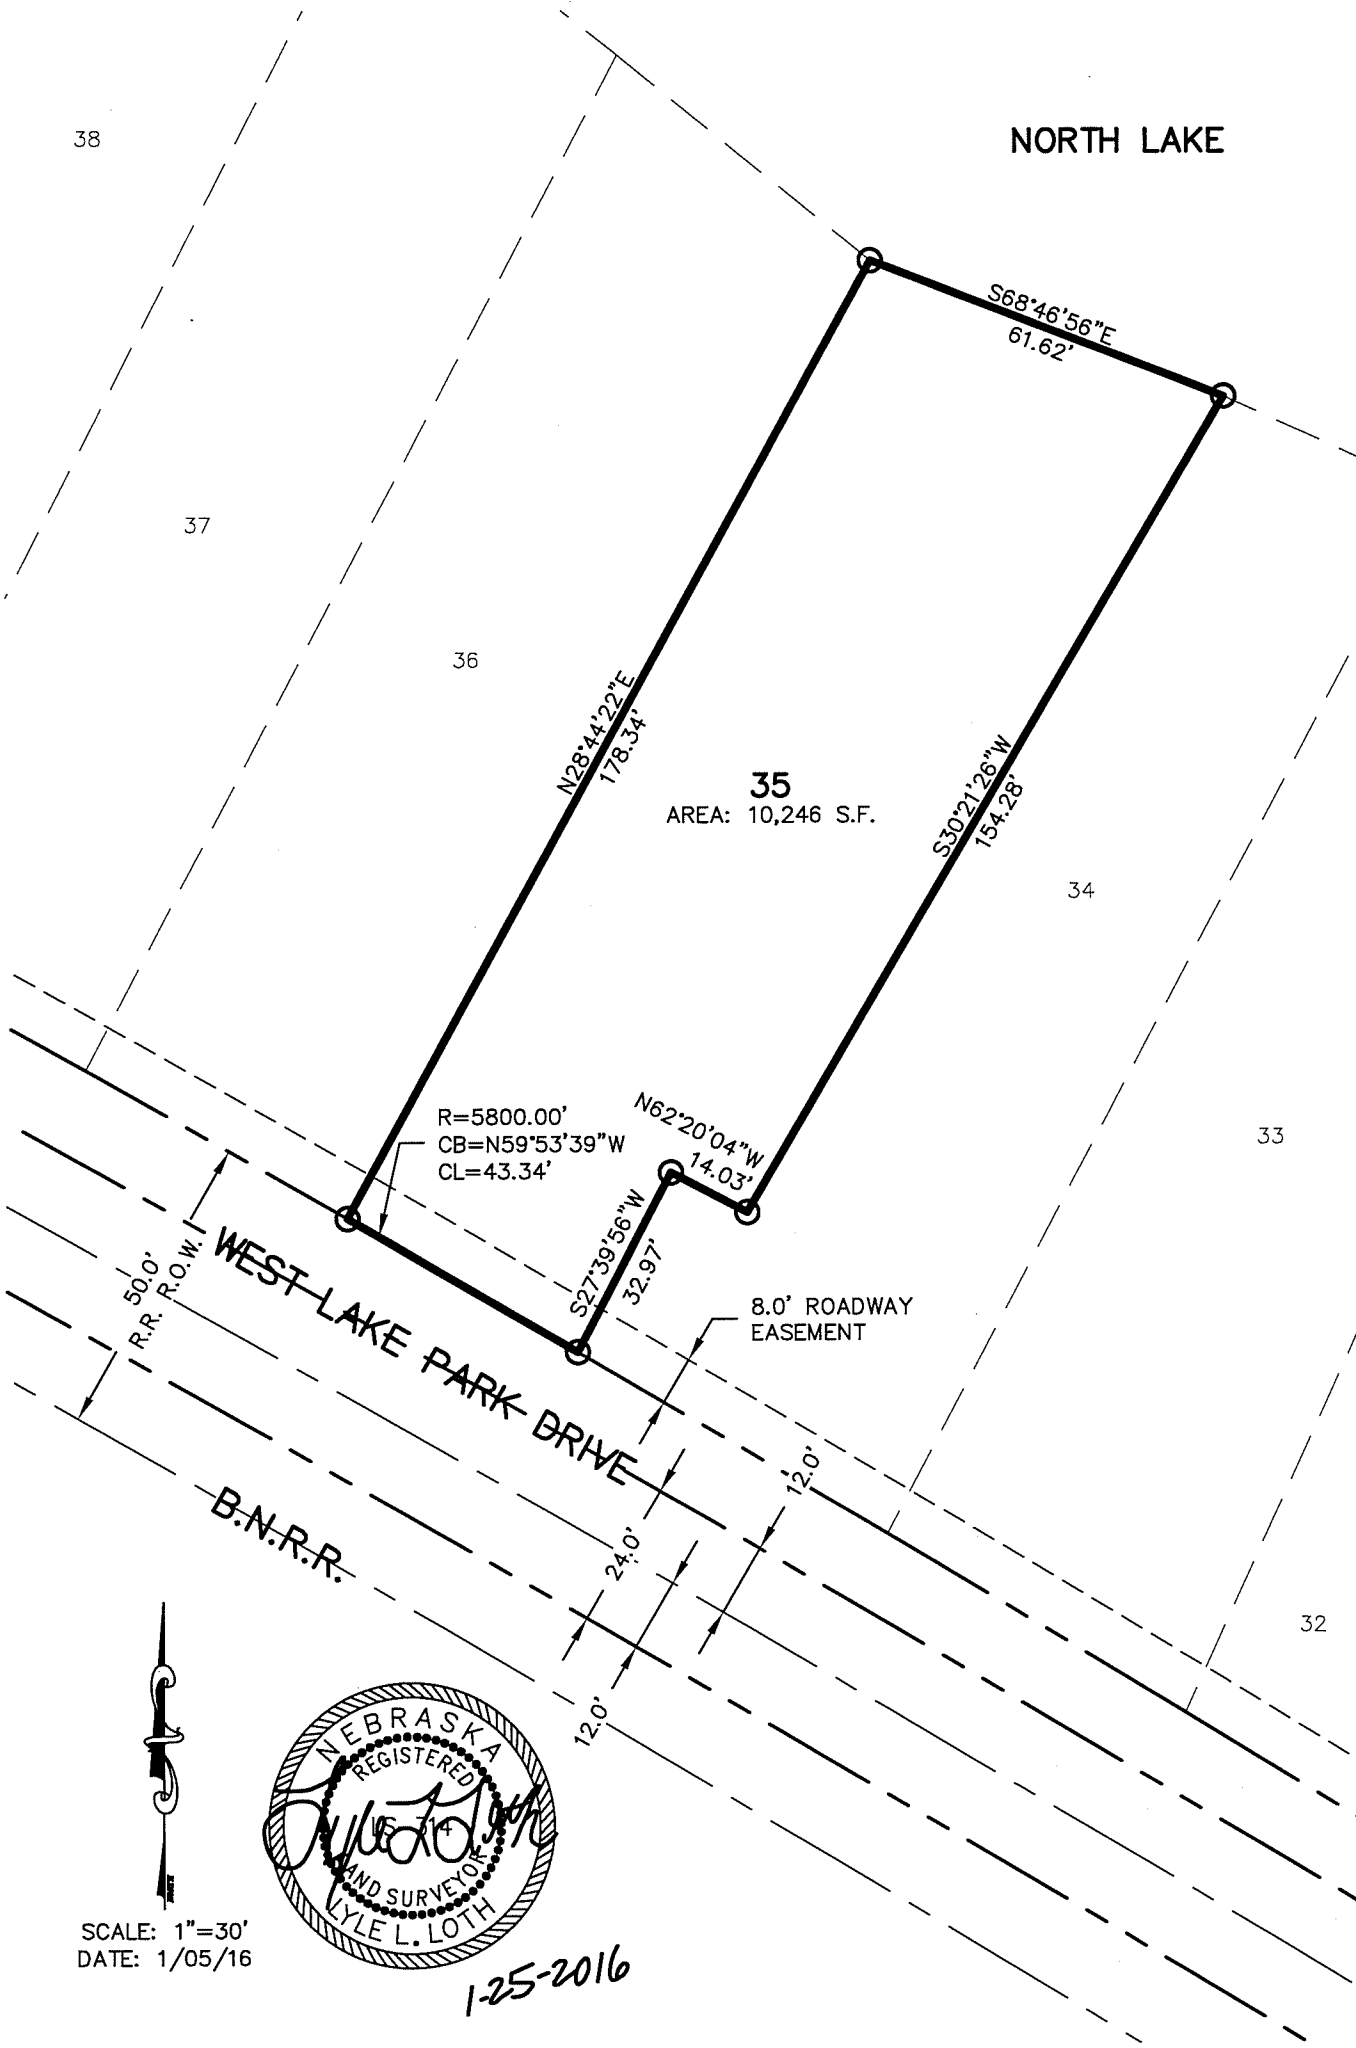 38
NORTH LAKE
S68°46'56"E
61.62'
37
36
N28°44'22"E
178.34'
35
AREA: 10,246 S.F.
S30°21'26"W
154.28'
34
R=5800.00'
CB=N59°53'39"W
CL=43.34'
N62°20'04"W
14.03'
33
S27°39'56"W
32.97'
50.0'
R.R. R.O.W.
WEST LAKE PARK DRIVE
8.0' ROADWAY
EASEMENT
B.N.R.R.
12.0'
24.0'
12.0'
32
NEBRASKA
REGISTERED
LS 314
LAND SURVEYOR
LYLE L. LOTH
SCALE: 1"=30'
DATE: 1/05/16
1-25-2016